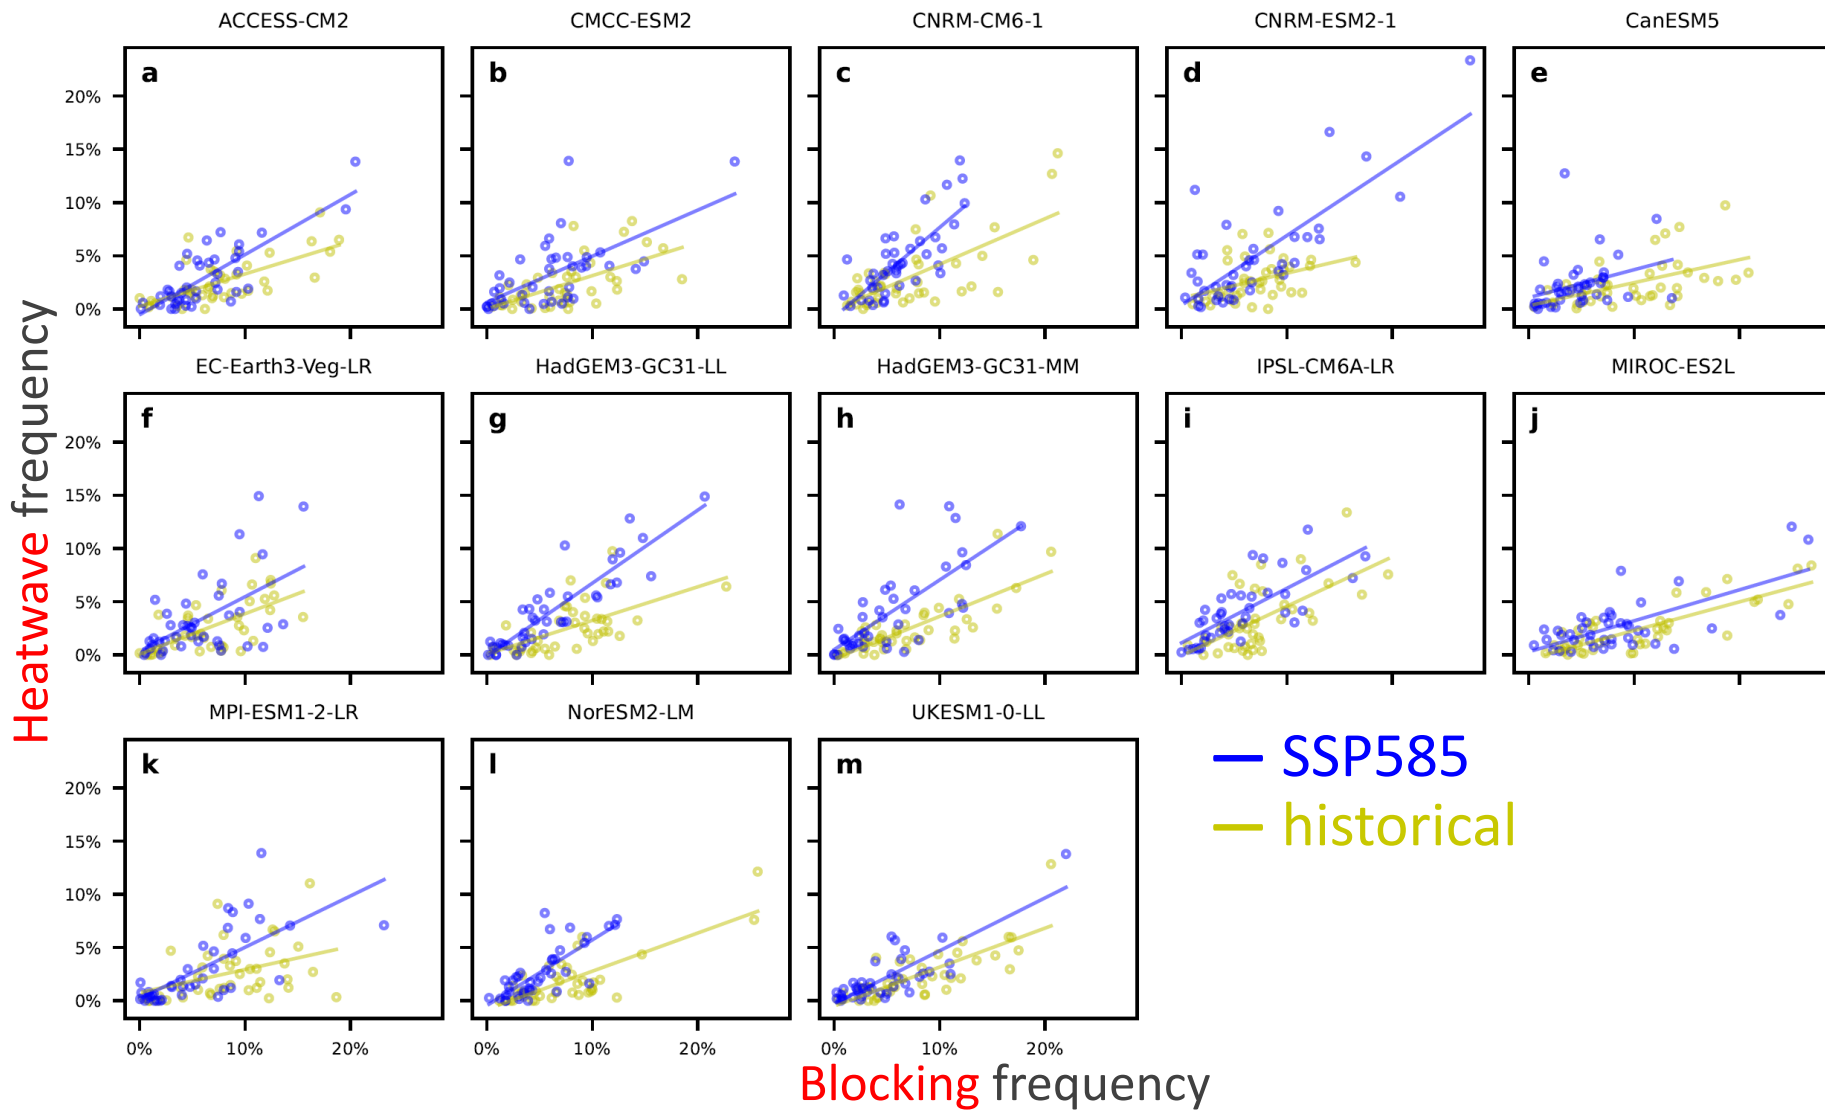 ACCESS-CM2 CMCC-ESM2 CNRM-CM6-1 CNRM-ESM2-1 CanESM5
a b c d e
20%
15%
10%
5%
0%
EC-Earth3-Veg-LR HadGEM3-GC31-LL HadGEM3-GC31-MM IPSL-CM6A-LR MIROC-ES2L
f g h i j
20%
15%
10%
5%
0%
MPI-ESM1-2-LR NorESM2-LM UKESM1-0-LL
k l m
20%
15%
10%
5%
0%
0% 10% 20% 0% 10% 20% 0% 10% 20%
Heatwave frequency
Blocking frequency
SSP585
historical